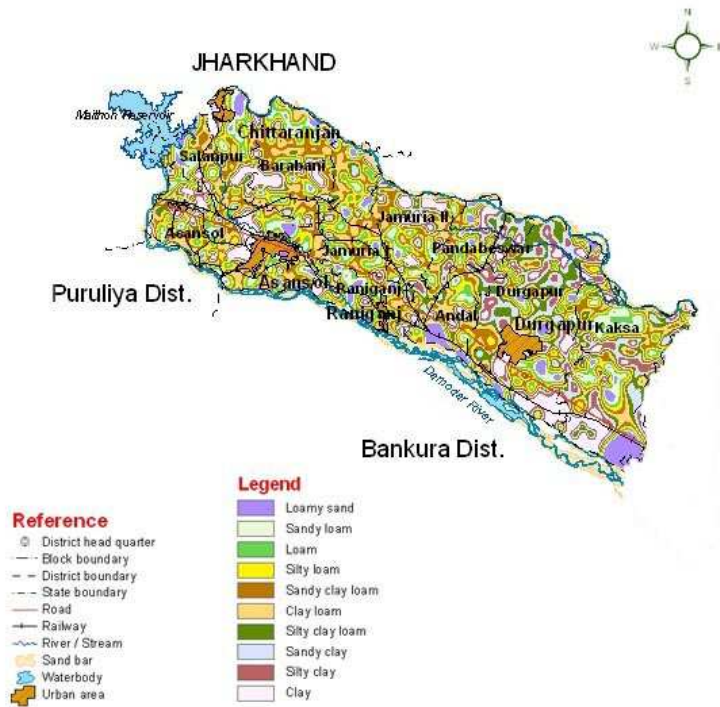 N
W
E
S
JHARKHAND
Maithon Reservoir
Chittaranjan
Salanpur
Barabani
Jamuria II
Asansol
Jamuria I
Pandabeswar
Asansol
Raniganj
Durgapur
Puruliya Dist.
Raniganj
Andal
Durgapur
Kaksa
Damodar River
Bankura Dist.
Legend
Loamy sand
Sandy loam
Loam
Silty loam
Sandy clay loam
Clay loam
Silty clay loam
Sandy clay
Silty clay
Clay
Reference
District head quarter
Block boundary
District boundary
State boundary
Road
Railway
River / Stream
Sand bar
Waterbody
Urban area